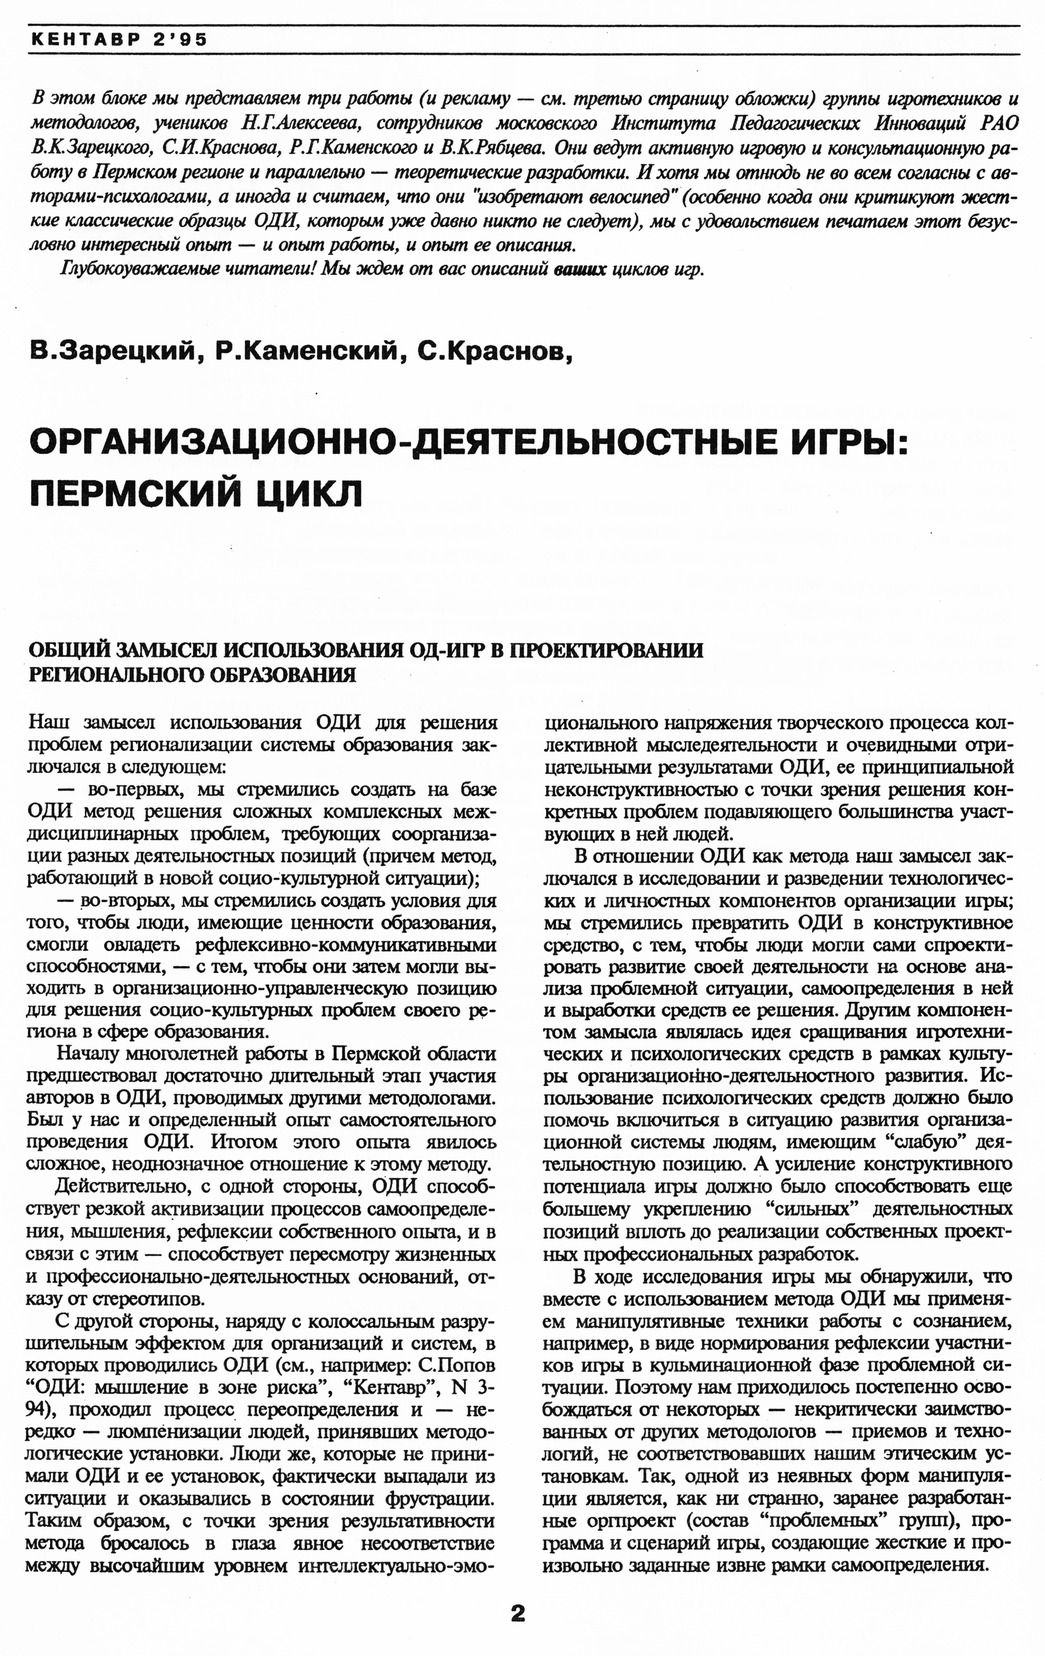 КЕНТАВР 2’95
В этом блоке мы представляем три работы (и рекламу — см. третью страницу обложки) группы игротехников и
методологов, учеников Н.Г.Алексеева, сотрудников московского Института Педагогических Инноваций РАО
В.К.Зарецкого, С.И.Краснова, Р.Г.Каменского и В.К.Рябцева. Они ведут активную игровую и консультационную ра-
боту в Пермском регионе и параллельно — теоретические разработки. И хотя мы отнюдь не во всем согласны с ав-
торами-психологами, а иногда и считаем, что они "изобретают велосипед" (особенно когда они критикуют жест-
кие классические образцы ОДИ, которым уже давно никто не следует), мы с удовольствием печатаем этот безус-
ловно интересный опыт — и опыт работы, и опыт ее описания.
Глубокоуважаемые читатели! Мы ждем от вас описаний ваших циклов игр.
В.Зарецкий, Р.Каменский, С.Краснов,
ОРГАНИЗАЦИОННО-ДЕЯТЕЛЬНОСТНЫЕ ИГРЫ:
ПЕРМСКИЙ ЦИКЛ
ОБЩИЙ ЗАМЫСЕЛ ИСПОЛЬЗОВАНИЯ ОД-ИГР В ПРОЕКТИРОВАНИИ
РЕГИОНАЛЬНОГО ОБРАЗОВАНИЯ
Наш замысел использования ОДИ для решения
проблем регионализации системы образования зак-
лючался в следующем:
— во-первых, мы стремились создать на базе
ОДИ метод решения сложных комплексных меж-
дисциплинарных проблем, требующих соорганиза-
ции разных деятельностных позиций (причем метод,
работающий в новой социо-культурной ситуации);
— во-вторых, мы стремились создать условия для
того, чтобы люди, имеющие ценности образования,
смогли овладеть рефлексивно-коммуникативными
способностями, — с тем, чтобы они затем могли вы-
ходить в организационно-управленческую позицию
для решения социо-культурных проблем своего ре-
гиона в сфере образования.
Началу многолетней работы в Пермской области
предшествовал достаточно длительный этап участия
авторов в ОДИ, проводимых другими методологами.
Был у нас и определенный опыт самостоятельного
проведения ОДИ. Итогом этого опыта явилось
сложное, неоднозначное отношение к этому методу.
Действительно, с одной стороны, ОДИ способ-
ствует резкой активизации процессов самоопределе-
ния, мышления, рефлексии собственного опыта, и в
связи с этим — способствует пересмотру жизненных
и профессионально-деятельностных оснований, от-
казу от стереотипов.
С другой стороны, наряду с колоссальным разру-
шительным эффектом для организаций и систем, в
которых проводились ОДИ (см., например: С.Попов
“ОДИ: мышление в зоне риска”, “Кентавр”, N 3-
94), проходил процесс переопределения и — не-
редко — люмпенизации людей, принявших методо-
логические установки. Люди же, которые не прини-
мали ОДИ и ее установок, фактически выпадали из
ситуации и оказывались в состоянии фрустрации.
Таким образом, с точки зрения результативности
метода бросалось в глаза явное несоответствие
между высочайшим уровнем интеллектуально-эмо-
ционального напряжения творческого процесса кол-
лективной мыследеятельности и очевидными отри-
цательными результатами ОДИ, ее принципиальной
неконструктивностью с точки зрения решения кон-
кретных проблем подавляющего большинства участ-
вующих в ней людей.
В отношении ОДИ как метода наш замысел зак-
лючался в исследовании и разведении технологичес-
ких и личностных компонентов организации игры;
мы стремились превратить ОДИ в конструктивное
средство, с тем, чтобы люди могли сами спроекти-
ровать развитие своей деятельности на основе ана-
лиза проблемной ситуации, самоопределения в ней
и выработки средств ее решения. Другим компонен-
том замысла являлась идея сращивания игротехни-
ческих и психологических средств в рамках культу-
ры организационно-деятельностного развития. Ис-
пользование психологических средств должно было
помочь включиться в ситуацию развития организа-
ционной системы людям, имеющим “слабую” дея-
тельностную позицию. А усиление конструктивного
потенциала игры должно было способствовать еще
большему укреплению “сильных” деятельностных
позиций вплоть до реализации собственных проект-
ных профессиональных разработок.
В ходе исследования игры мы обнаружили, что
вместе с использованием метода ОДИ мы применя-
ем манипулятивные техники работы с сознанием,
например, в виде нормирования рефлексии участни-
ков игры в кульминационной фазе проблемной си-
туации. Поэтому нам приходилось постепенно осво-
бождаться от некоторых — некритически заимство-
ванных от других методологов — приемов и техно-
логий, не соответствовавших нашим этическим ус-
тановкам. Так, одной из неявных форм манипуля-
ции является, как ни странно, заранее разработан-
ные оргпроект (состав “проблемных” групп), про-
грамма и сценарий игры, создающие жесткие и про-
извольно заданные извне рамки самоопределения.
2